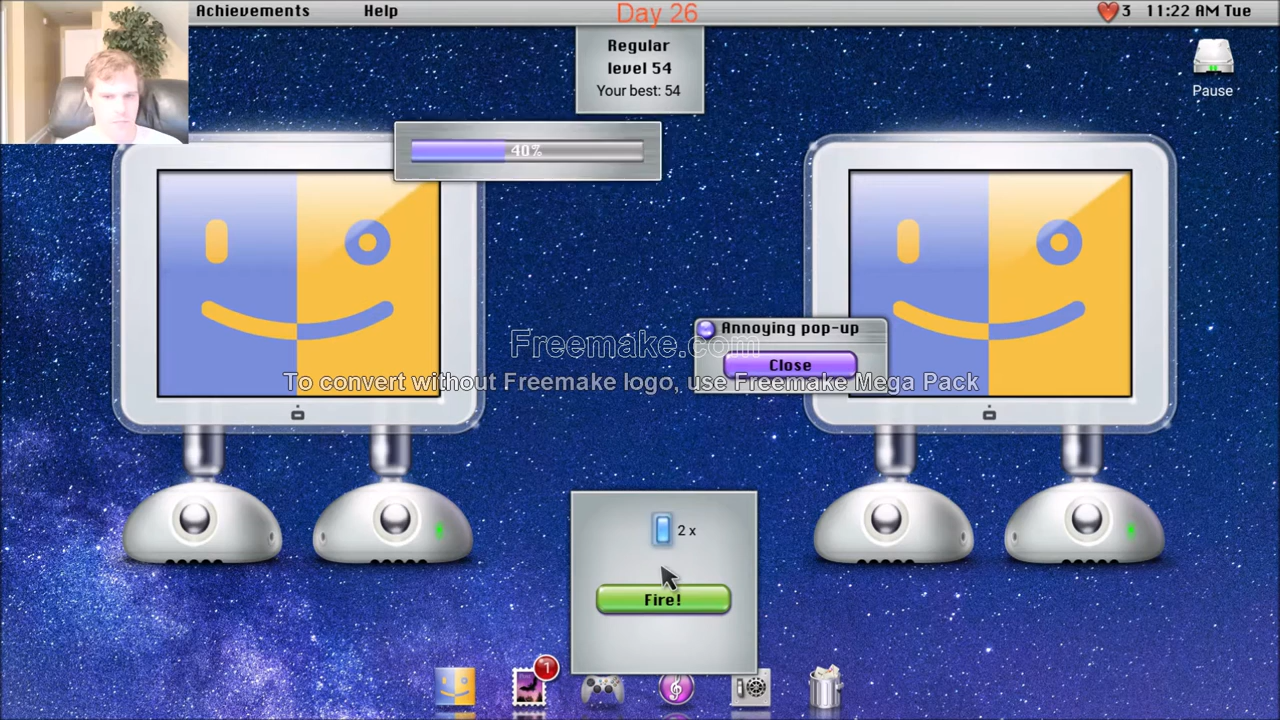 Achievements
Help
Day 26
3
11:22 AM Tue
Regular
level 54
Your best: 54
Pause
40%
Annoying pop-up
Close
Freemake.com
To convert without Freemake logo, use Freemake Mega Pack
2 x
Fire!
1